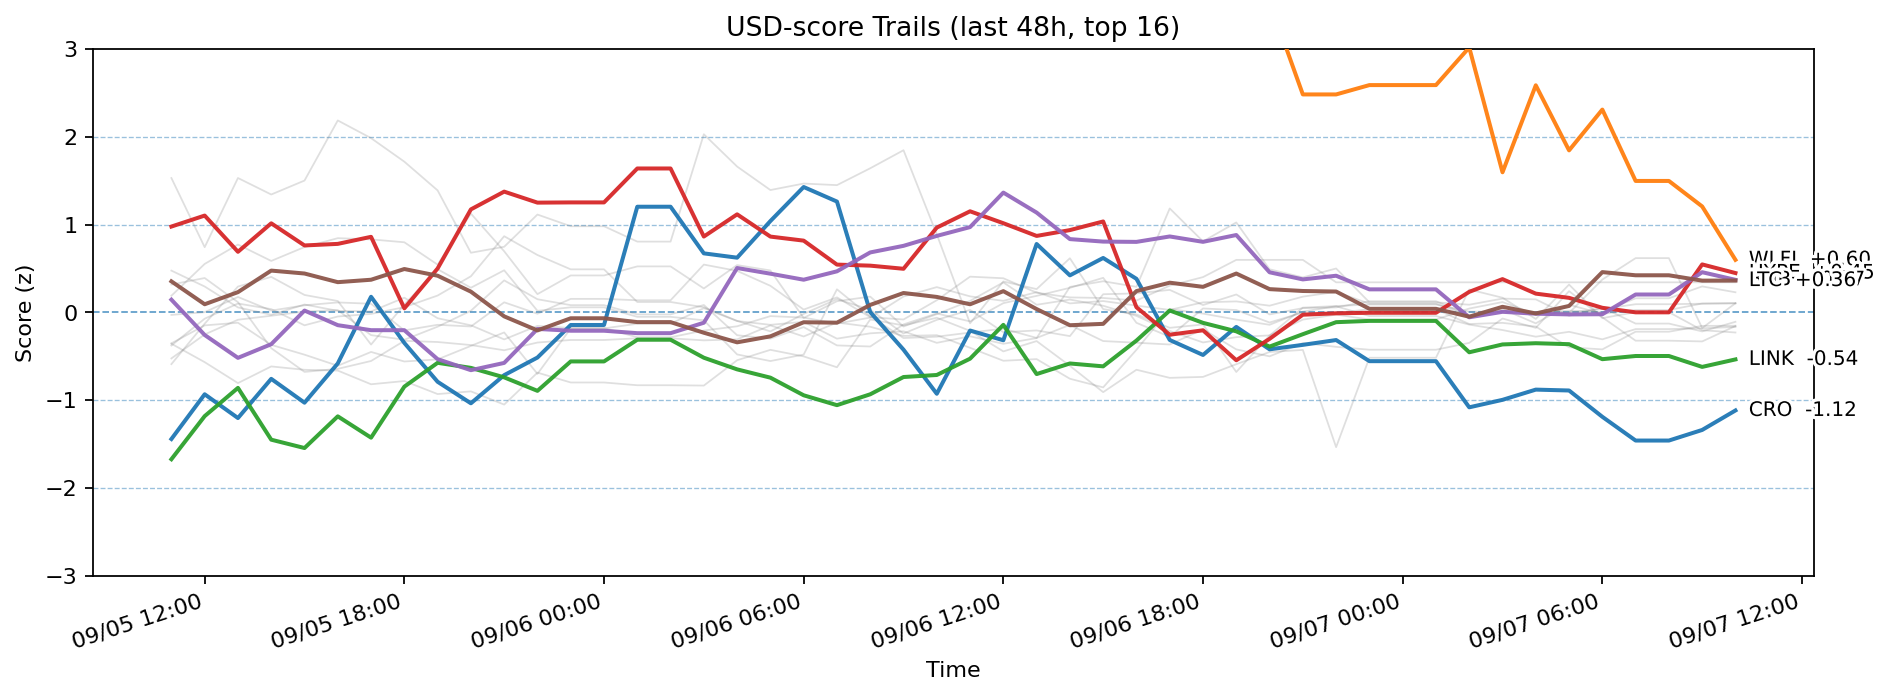 USD-score Trails (last 48h, top 16)
Score (z)
3
2
1
0
−1
−2
−3
WLFI +0.60
LTC +0.36
LINK -0.54
CRO -1.12
09/05 12:00
09/05 18:00
09/06 00:00
09/06 06:00
09/06 12:00
09/06 18:00
09/07 00:00
09/07 06:00
09/07 12:00
Time